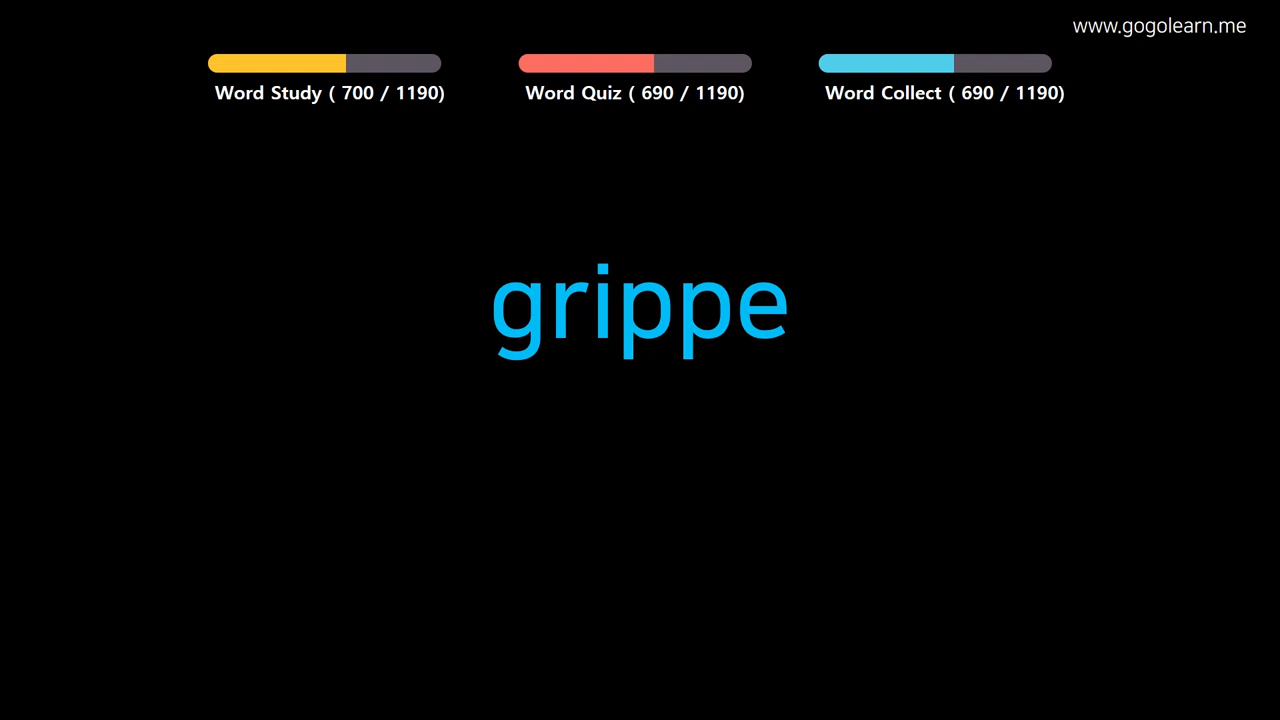 www.gogolearn.me
Word Study ( 700 / 1190)
Word Quiz ( 690 / 1190)
Word Collect ( 690 / 1190)
grippe